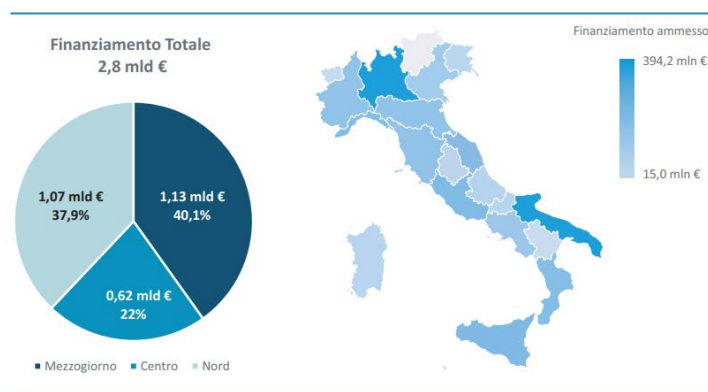 Finanziamento Totale
2,8 mld €
1,07 mld €
37,9%
1,13 mld €
40,1%
0,62 mld €
22%
Mezzogiorno Centro Nord
Finanziamento ammesso
394,2 mln €
15,0 mln €